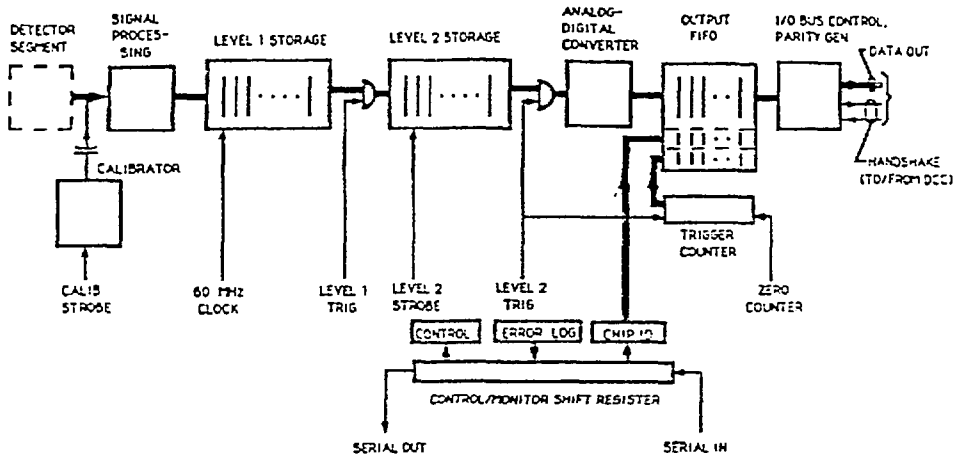 DETECTOR
SEGMENT
SIGNAL
PROCES-
SING
LEVEL 1 STORAGE
LEVEL 2 STORAGE
ANALOG-
DIGITAL
CONVERTER
OUTPUT
FIFO
I/O BUS CONTROL,
PARITY GEN
DATA OUT
CALIBRATOR
HANDSHAKE
(TO/FROM DCC)
TRIGGER
COUNTER
CALIB
STROBE
60 MHz
CLOCK
LEVEL 1
TRIG
LEVEL 2
STROBE
LEVEL 2
TRIG
ZERO
COUNTER
CONTROL
ERROR LOG
CHIP ID
CONTROL/MONITOR SHIFT REGISTER
SERIAL OUT
SERIAL IN